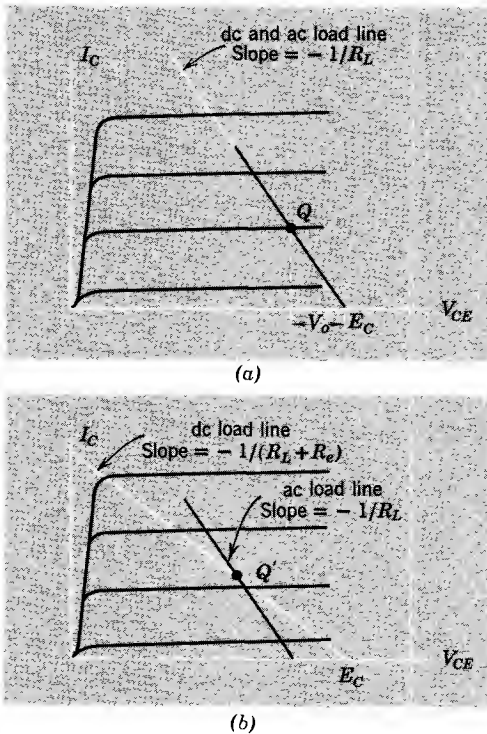 dc and ac load line
Slope = − 1/R_L
I_C
Q
−V_o−
E_C
V_CE
(a)
I_C
dc load line
Slope = − 1/(R_L + R_e)
ac load line
Slope = − 1/R_L
Q
E_C
V_CE
(b)